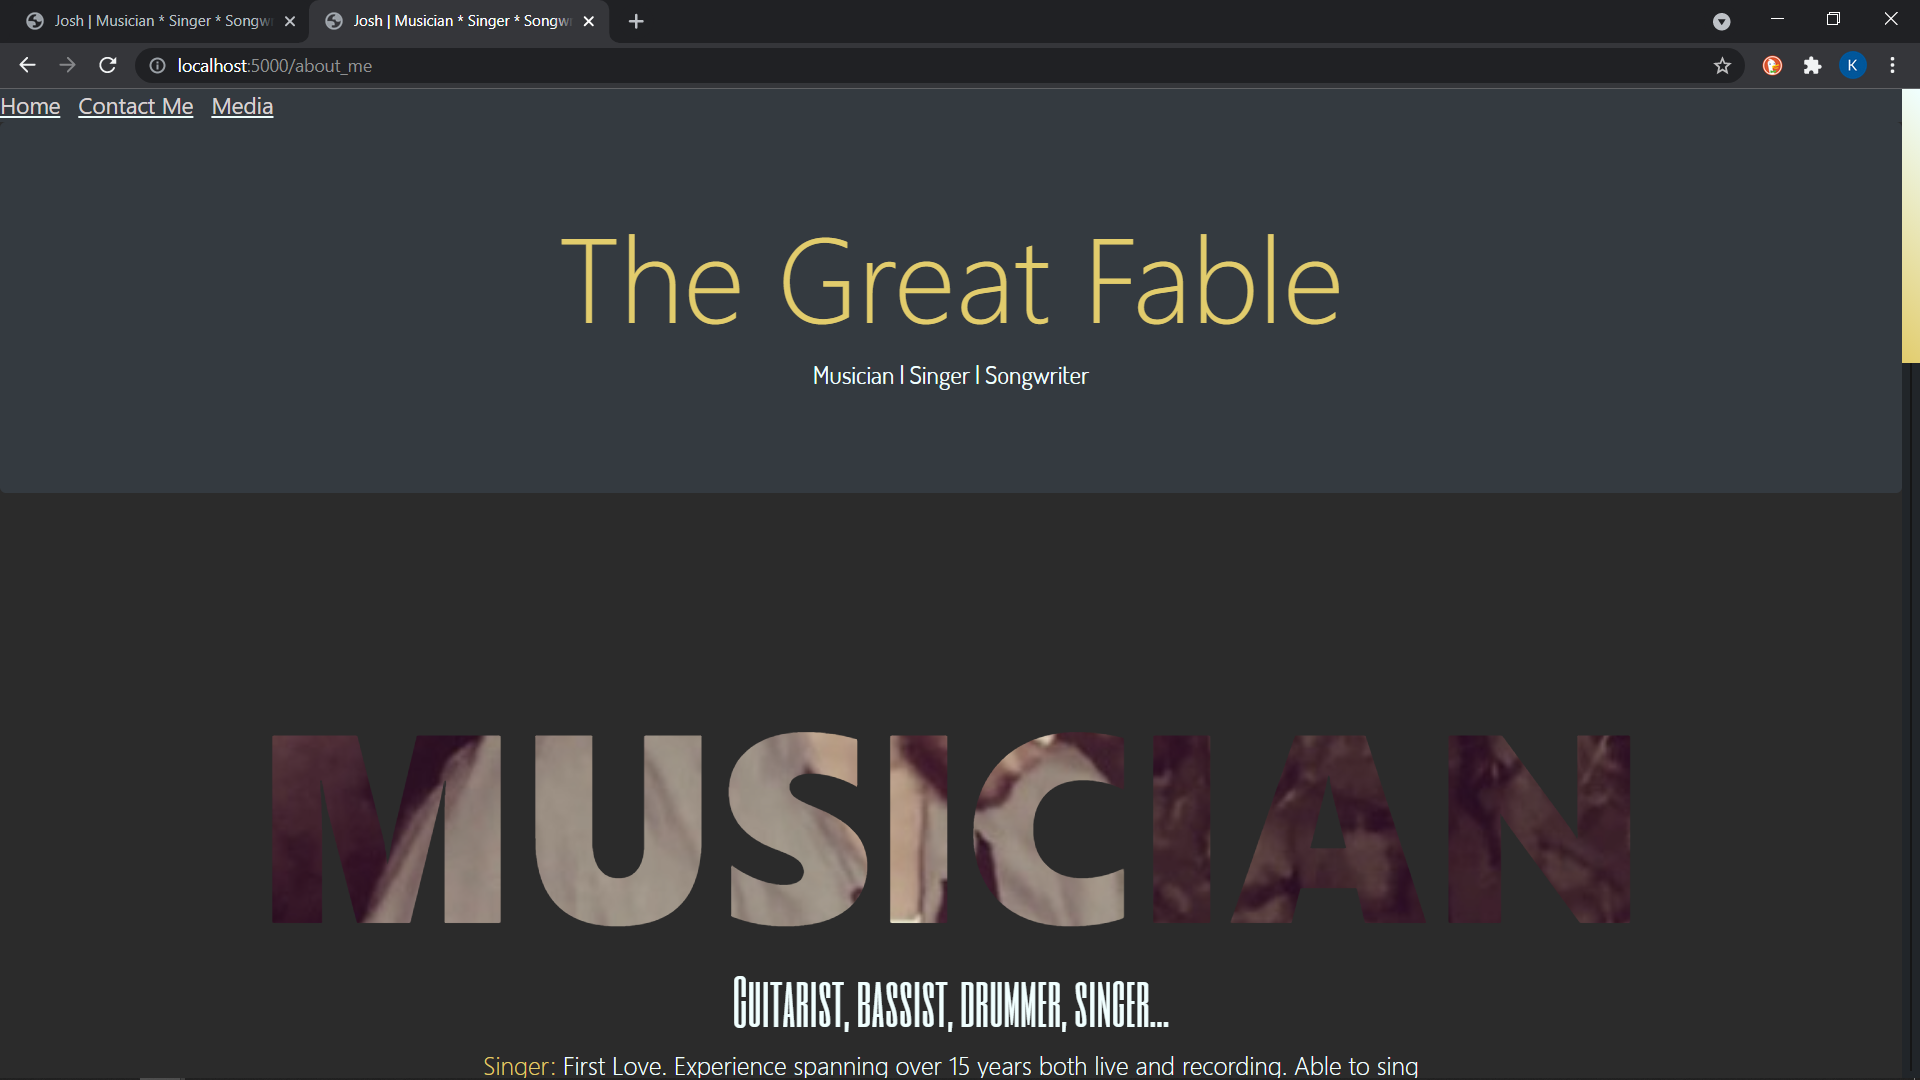 Josh | Musician * Singer * Songw
Josh | Musician * Singer * Songw
localhost:5000/about_me
K
Home Contact Me Media
The Great Fable
Musician | Singer | Songwriter
MUSICIAN
Guitarist, bassist, drummer, singer...
Singer: First Love. Experience spanning over 15 years both live and recording. Able to sing